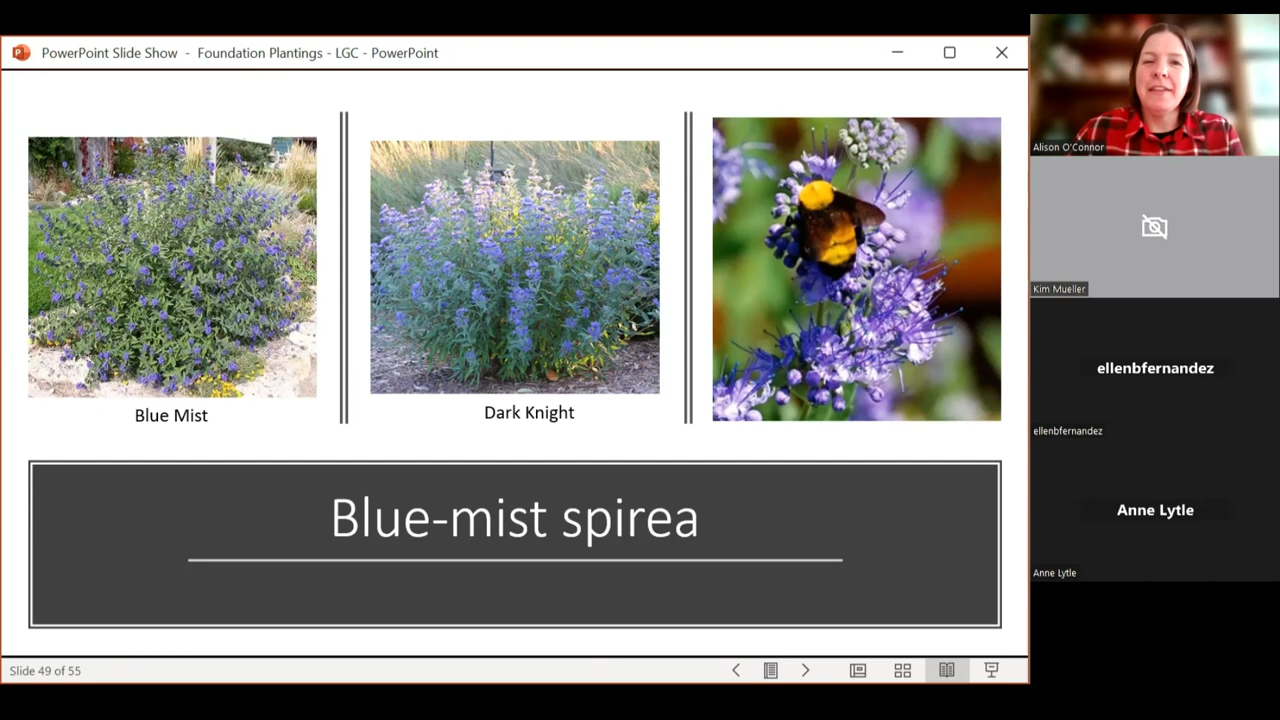 PowerPoint Slide Show - Foundation Plantings - LGC - PowerPoint
Blue Mist
Dark Knight
Blue-mist spirea
Slide 49 of 55
Alison O'Connor
Kim Mueller
ellenbfernandez
ellenbfernandez
Anne Lytle
Anne Lytle